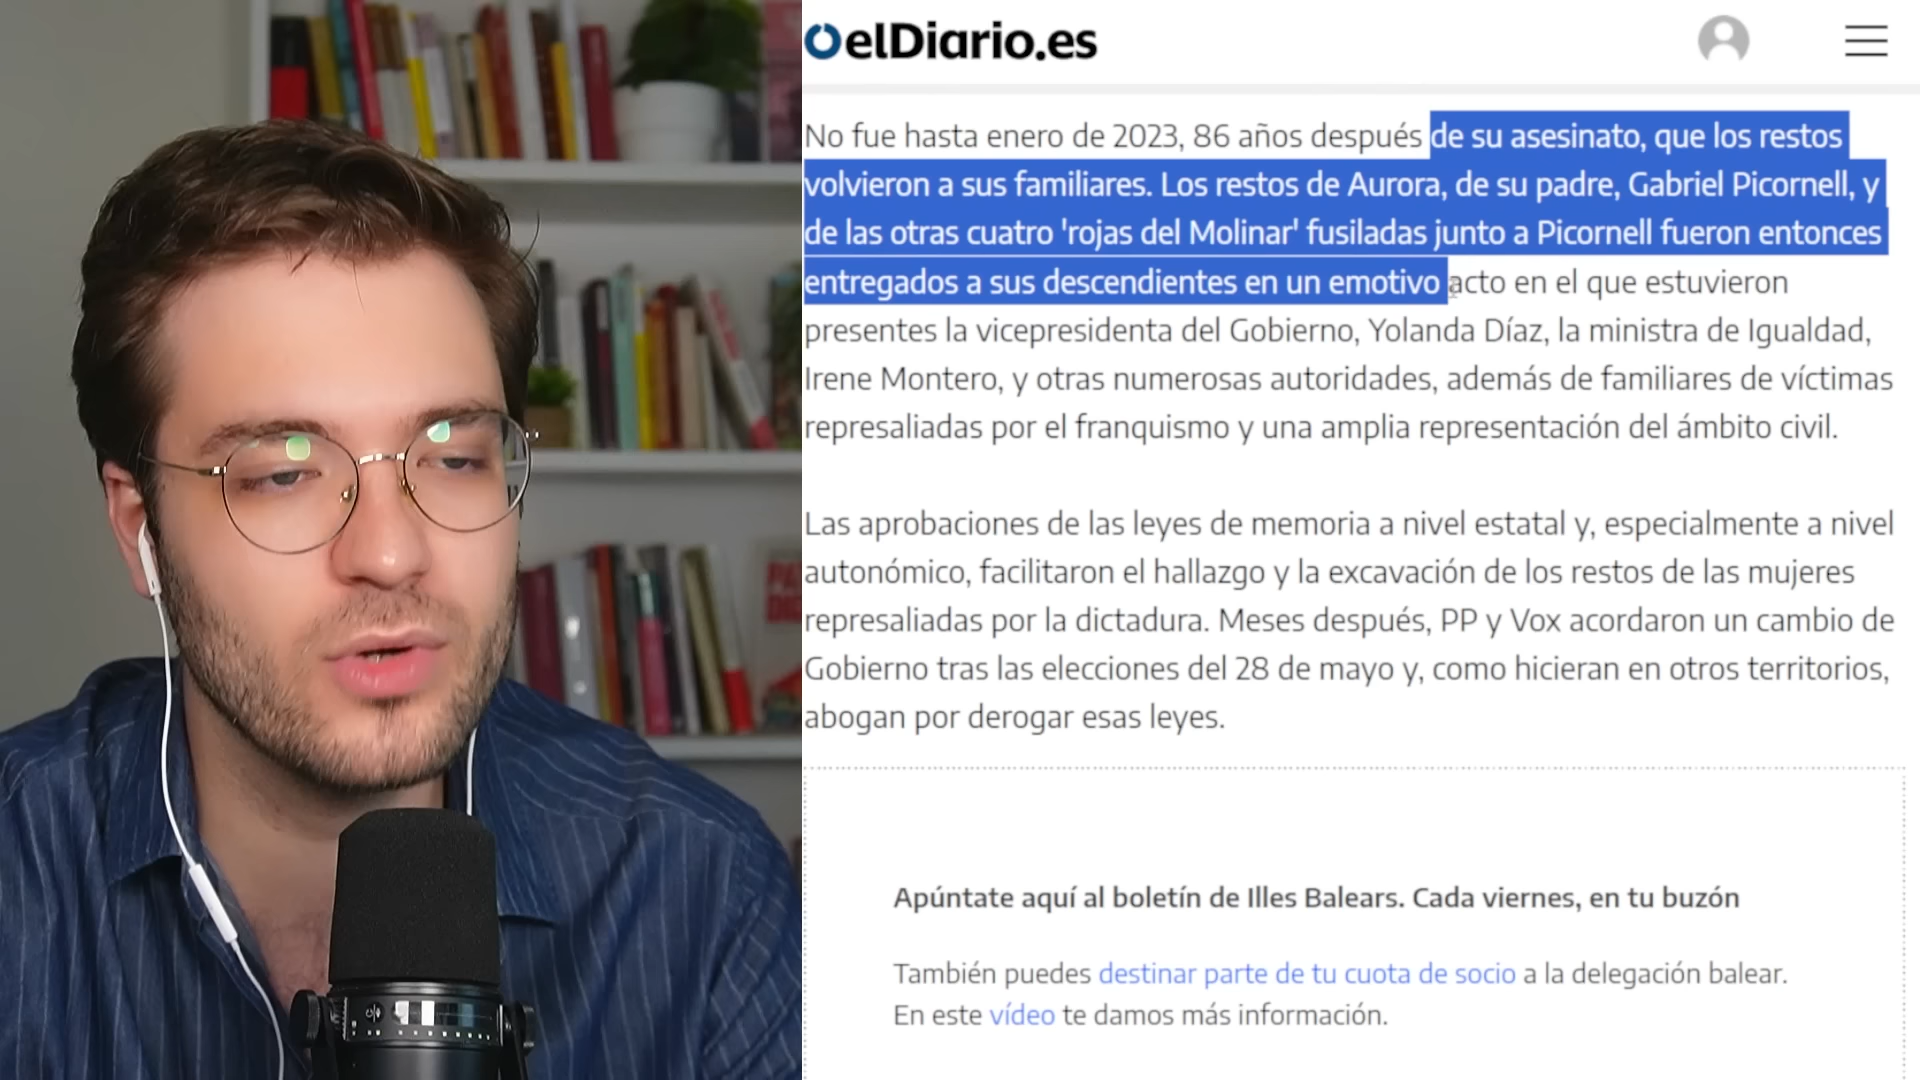 elDiario.es
No fue hasta enero de 2023, 86 años después de su asesinato, que los restos
volvieron a sus familiares. Los restos de Aurora, de su padre, Gabriel Picornell, y
de las otras cuatro 'rojas del Molinar' fusiladas junto a Picornell fueron entonces
entregados a sus descendientes en un emotivo acto en el que estuvieron
presentes la vicepresidenta del Gobierno, Yolanda Díaz, la ministra de Igualdad,
Irene Montero, y otras numerosas autoridades, además de familiares de víctimas
represaliadas por el franquismo y una amplia representación del ámbito civil.
Las aprobaciones de las leyes de memoria a nivel estatal y, especialmente a nivel
autonómico, facilitaron el hallazgo y la excavación de los restos de las mujeres
represaliadas por la dictadura. Meses después, PP y Vox acordaron un cambio de
Gobierno tras las elecciones del 28 de mayo y, como hicieran en otros territorios,
abogan por derogar esas leyes.
Apúntate aquí al boletín de Illes Balears. Cada viernes, en tu buzón
También puedes destinar parte de tu cuota de socio a la delegación balear.
En este vídeo te damos más información.